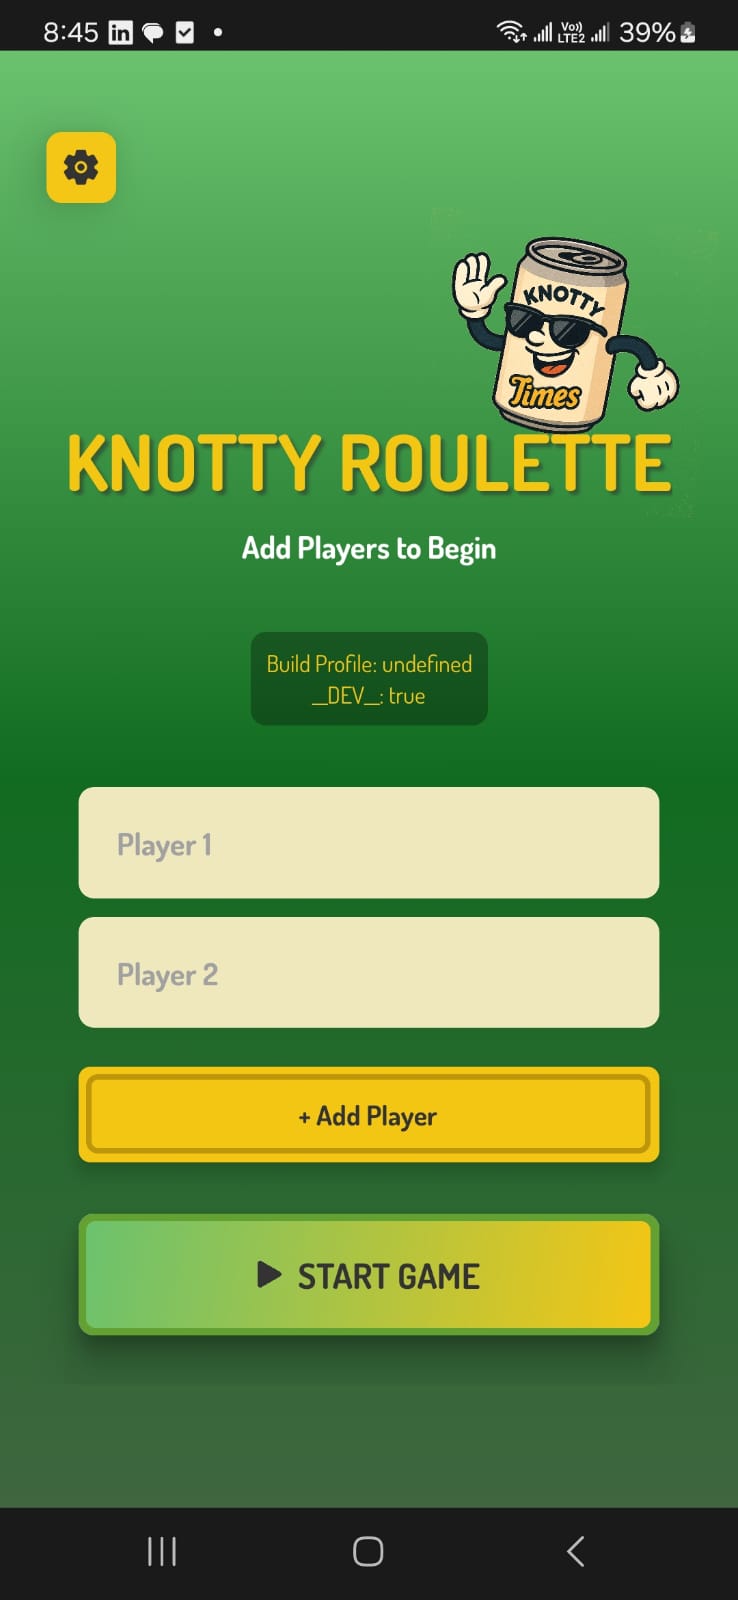 8:45
Vo))
LTE2
39%
KNOTTY
Times
KNOTTY ROULETTE
Add Players to Begin
Build Profile: undefined
__DEV__: true
Player 1
Player 2
+ Add Player
START GAME